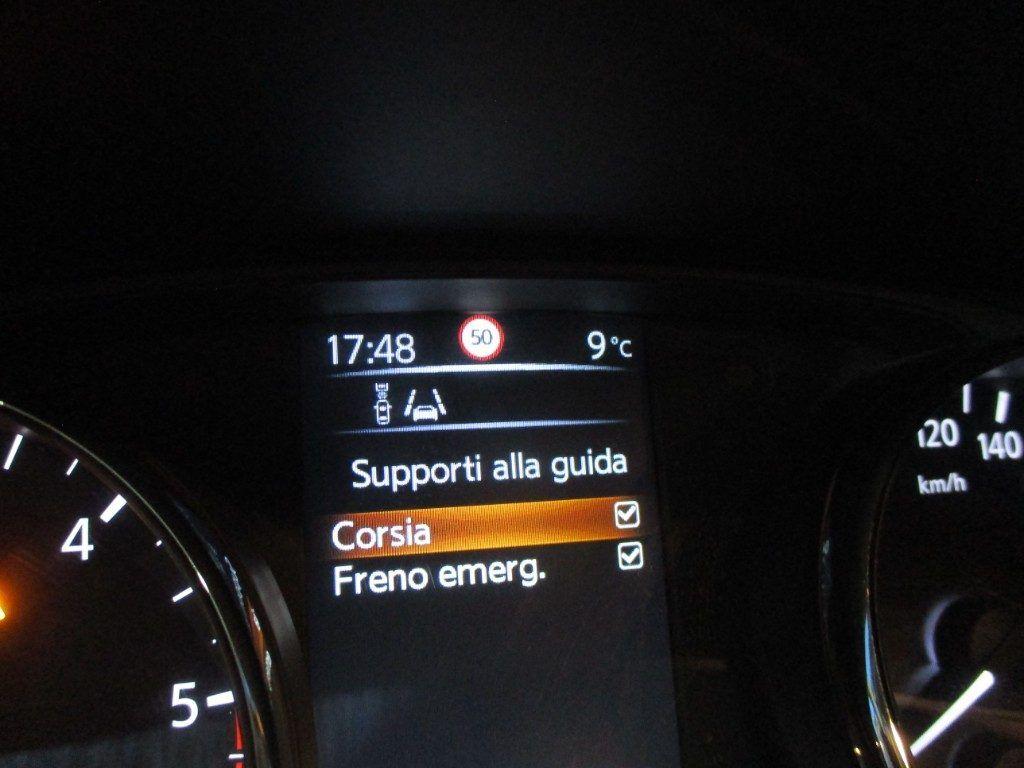 17:48 50 9°C
Supporti alla guida
Corsia
Freno emerg.
4
5
120 140
km/h